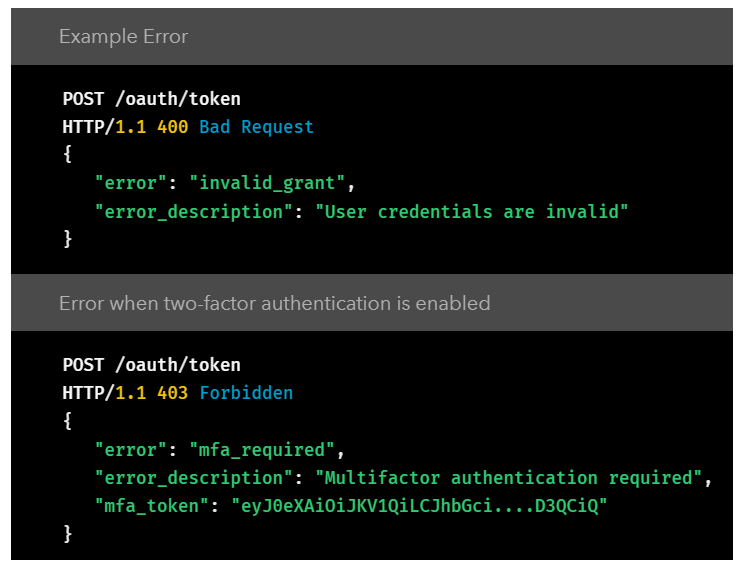 Example Error
POST /oauth/token
HTTP/1.1 400 Bad Request
{
"error": "invalid_grant",
"error_description": "User credentials are invalid"
}
Error when two-factor authentication is enabled
POST /oauth/token
HTTP/1.1 403 Forbidden
{
"error": "mfa_required",
"error_description": "Multifactor authentication required",
"mfa_token": "eyJ0eXAiOiJKV1QiLCJhbGci....D3QCiQ"
}